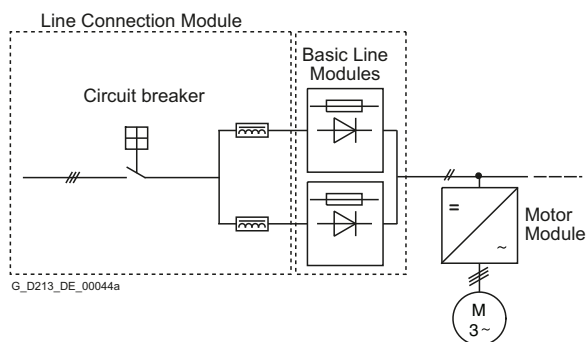 Line Connection Module
Basic Line
Modules
Circuit breaker
=
~
Motor
Module
G_D213_DE_00044a
M
3~